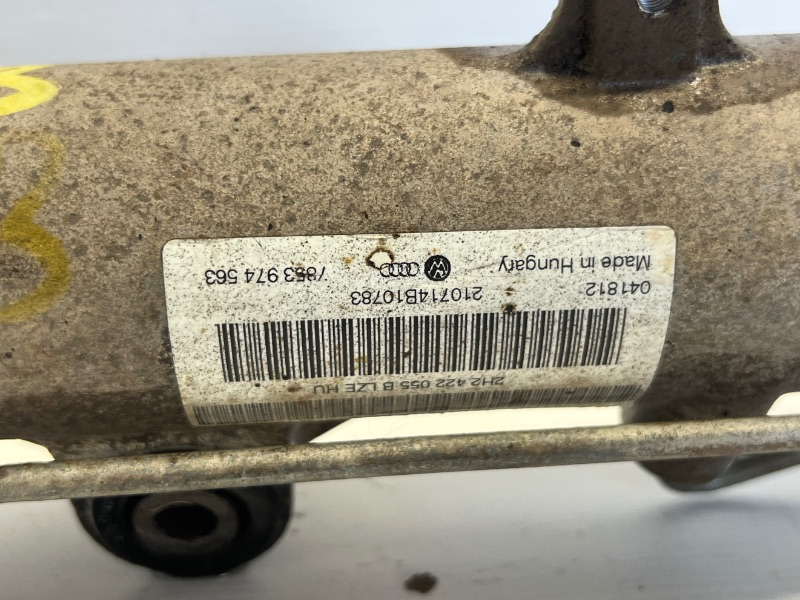 2H2 422 055 B LZE HU
210714B10783
041812
Made in Hungary
7853 974 563